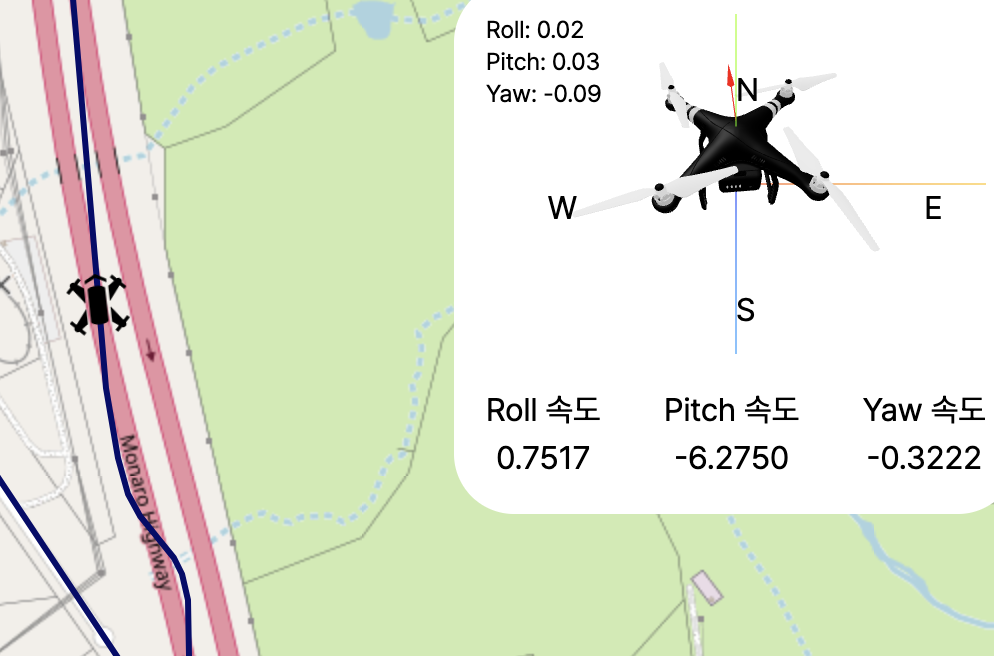 Roll: 0.02
Pitch: 0.03
Yaw: -0.09
N
W
E
S
Roll 속도
Pitch 속도
Yaw 속도
0.7517
-6.2750
-0.3222
Monaro Highway